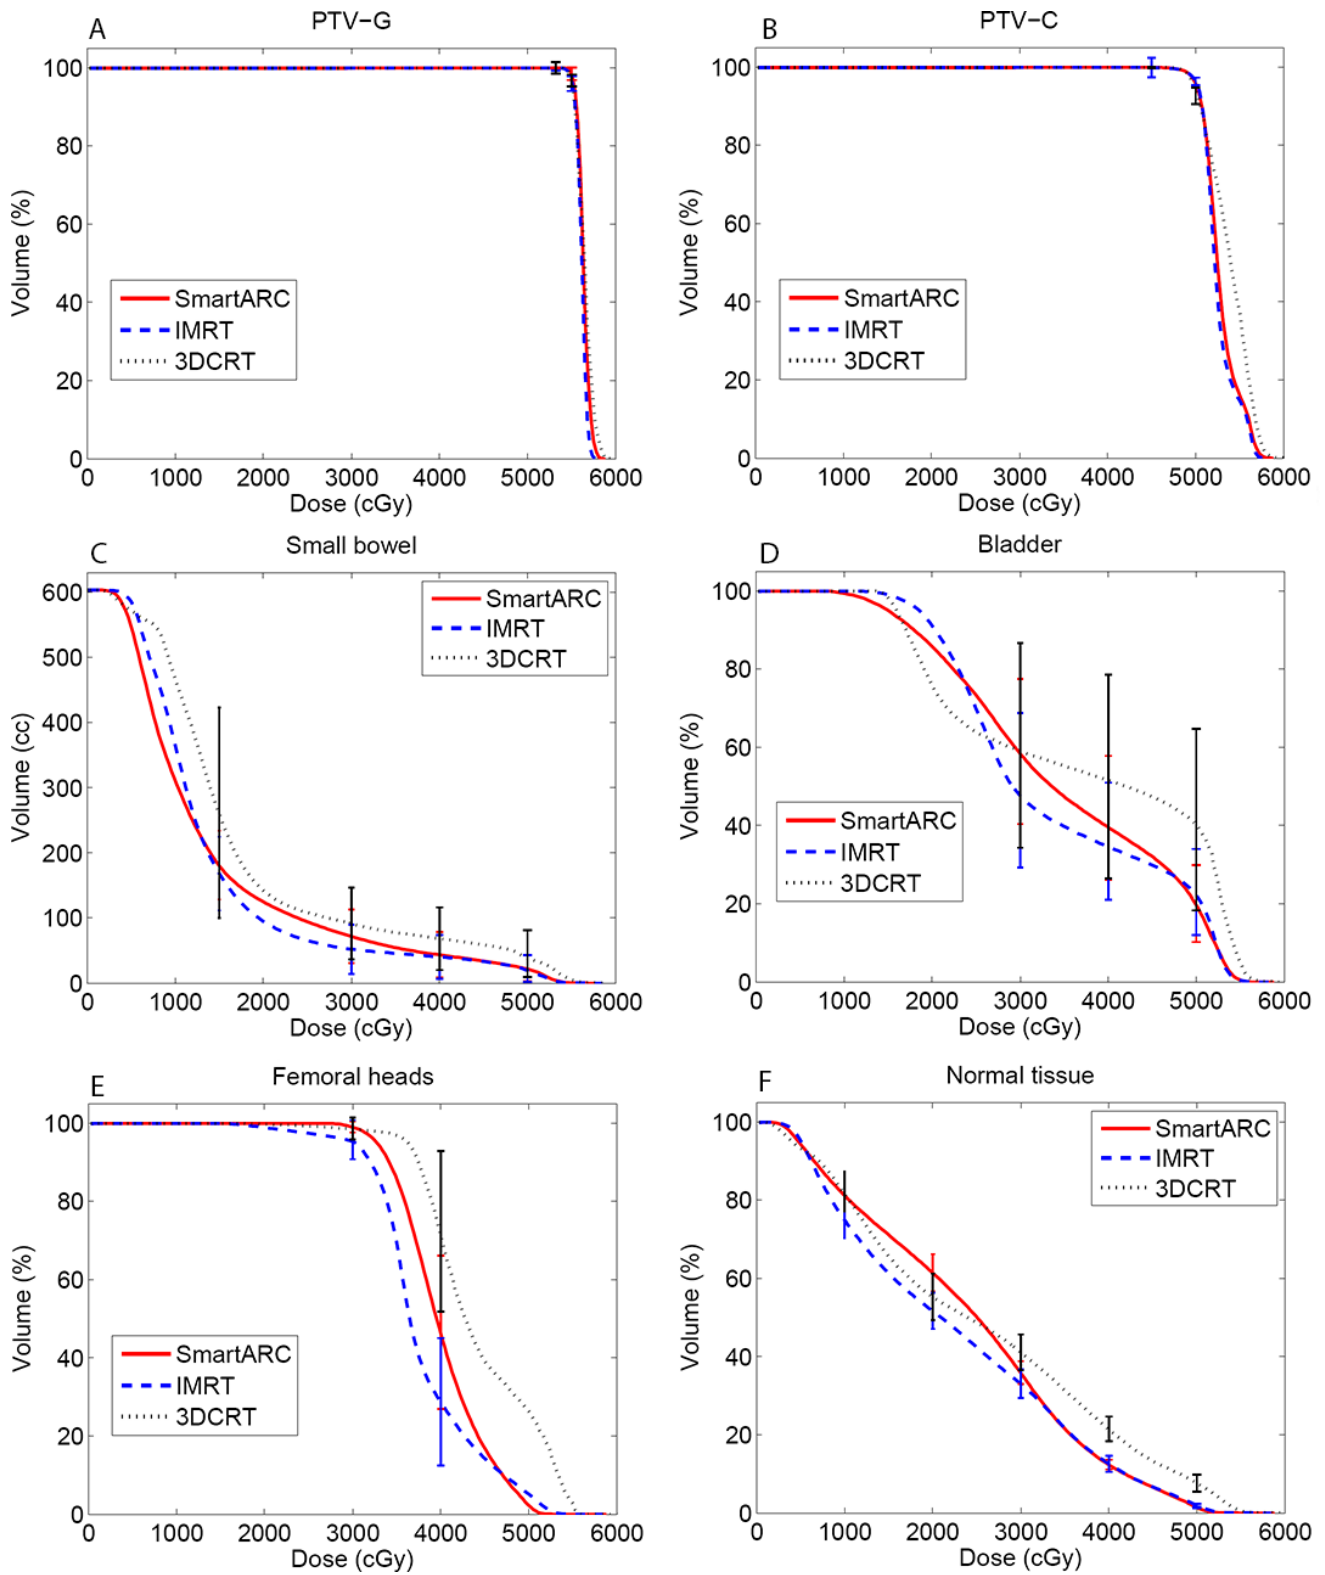 A
PTV−G
100
80
60
40
20
0
Volume (%)
SmartARC
IMRT
3DCRT
0 1000 2000 3000 4000 5000 6000
Dose (cGy)
B
PTV−C
100
80
60
40
20
0
Volume (%)
SmartARC
IMRT
3DCRT
0 1000 2000 3000 4000 5000 6000
Dose (cGy)
C
Small bowel
600
500
400
300
200
100
0
Volume (cc)
SmartARC
IMRT
3DCRT
0 1000 2000 3000 4000 5000 6000
Dose (cGy)
D
Bladder
100
80
60
40
20
0
Volume (%)
SmartARC
IMRT
3DCRT
0 1000 2000 3000 4000 5000 6000
Dose (cGy)
E
Femoral heads
100
80
60
40
20
0
Volume (%)
SmartARC
IMRT
3DCRT
0 1000 2000 3000 4000 5000 6000
Dose (cGy)
F
Normal tissue
100
80
60
40
20
0
Volume (%)
SmartARC
IMRT
3DCRT
0 1000 2000 3000 4000 5000 6000
Dose (cGy)